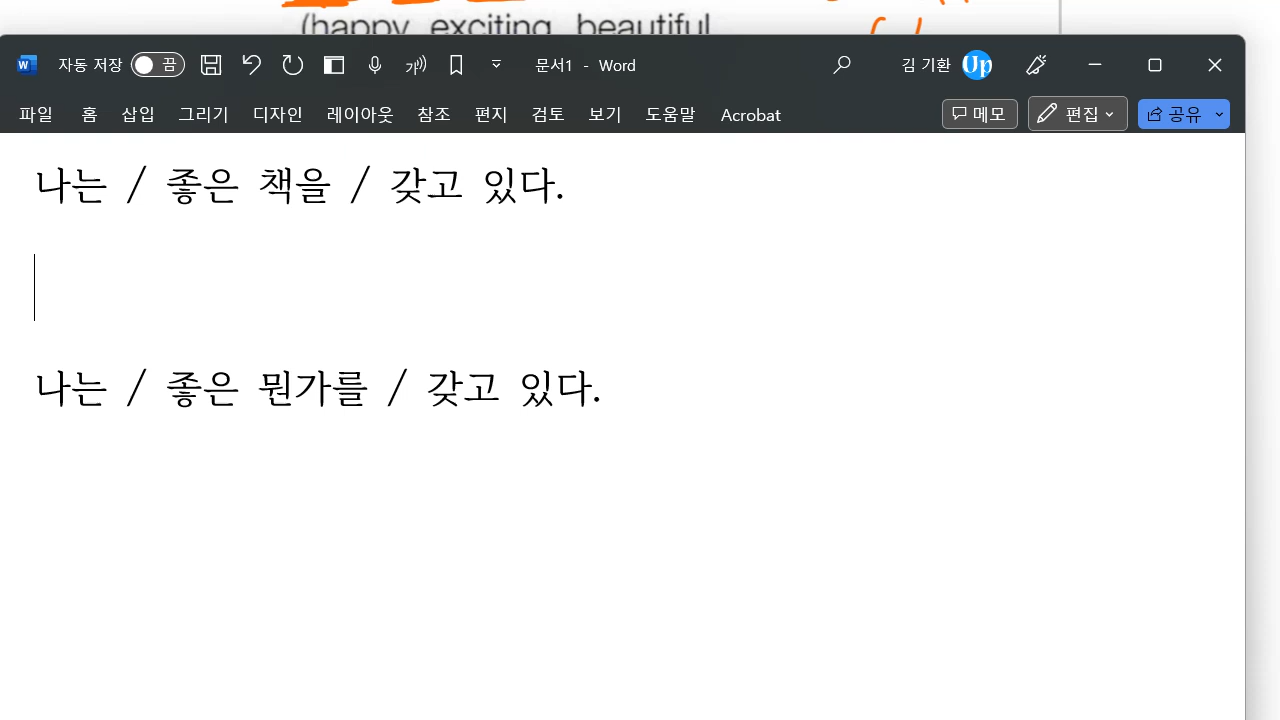 (happy exciting beautiful
자동 저장 끔 문서1 - Word 김 기환 Up
파일 홈 삽입 그리기 디자인 레이아웃 참조 편지 검토 보기 도움말 Acrobat 메모 편집 공유
나는 / 좋은 책을 / 갖고 있다.
나는 / 좋은 뭔가를 / 갖고 있다.